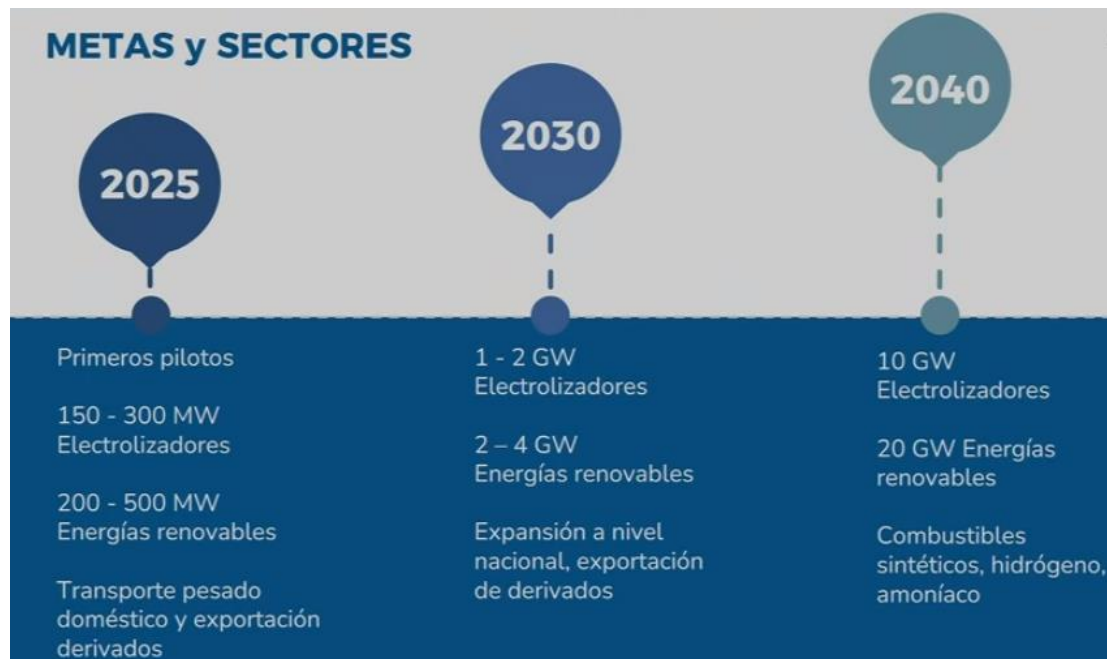 METAS y SECTORES
2025
2030
2040
Primeros pilotos
150 - 300 MW
Electrolizadores
200 - 500 MW
Energías renovables
Transporte pesado
doméstico y exportación
derivados
1 - 2 GW
Electrolizadores
2 – 4 GW
Energías renovables
Expansión a nivel
nacional, exportación
de derivados
10 GW
Electrolizadores
20 GW Energías
renovables
Combustibles
sintéticos, hidrógeno,
amoníaco